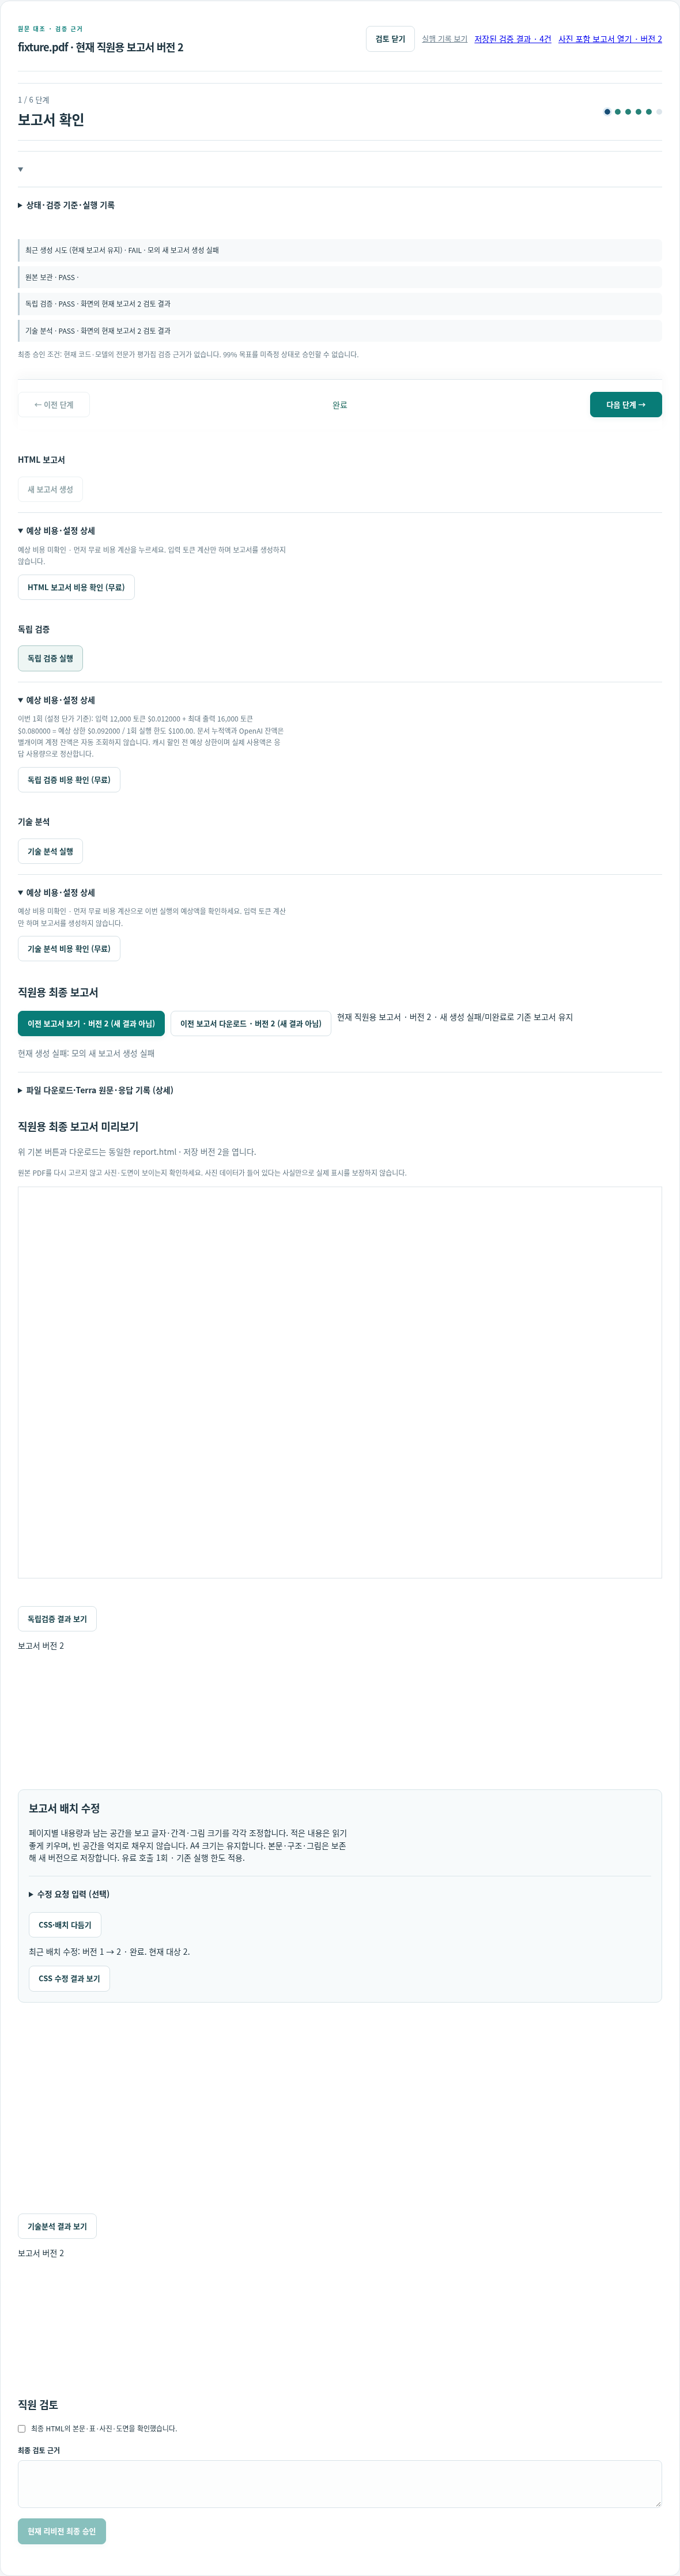 원문 대조 · 검증 근거
fixture.pdf · 현재 직원용 보고서 버전 2
검토 닫기
실행 기록 보기
저장된 검증 결과 · 4건
사진 포함 보고서 열기 · 버전 2
1 / 6 단계
보고서 확인
▼
▶ 상태·검증 기준·실행 기록
최근 생성 시도 (현재 보고서 유지) · FAIL · 모의 새 보고서 생성 실패
원본 보관 · PASS ·
독립 검증 · PASS · 화면의 현재 보고서 2 검토 결과
기술 분석 · PASS · 화면의 현재 보고서 2 검토 결과
최종 승인 조건: 현재 코드·모델의 전문가 평가집 검증 근거가 없습니다. 99% 목표를 미측정 상태로 승인할 수 없습니다.
← 이전 단계
완료
다음 단계 →
HTML 보고서
새 보고서 생성
▼ 예상 비용·설정 상세
예상 비용 미확인 · 먼저 무료 비용 계산을 누르세요. 입력 토큰 계산만 하며 보고서를 생성하지
않습니다.
HTML 보고서 비용 확인 (무료)
독립 검증
독립 검증 실행
▼ 예상 비용·설정 상세
이번 1회 (설정 단가 기준): 입력 12,000 토큰 $0.012000 + 최대 출력 16,000 토큰
$0.080000 = 예상 상한 $0.092000 / 1회 실행 한도 $100.00. 문서 누적액과 OpenAI 잔액은
별개이며 계정 잔액은 자동 조회하지 않습니다. 캐시 할인 전 예상 상한이며 실제 사용액은 응
답 사용량으로 정산합니다.
독립 검증 비용 확인 (무료)
기술 분석
기술 분석 실행
▼ 예상 비용·설정 상세
예상 비용 미확인 · 먼저 무료 비용 계산으로 이번 실행의 예상액을 확인하세요. 입력 토큰 계산
만 하며 보고서를 생성하지 않습니다.
기술 분석 비용 확인 (무료)
직원용 최종 보고서
이전 보고서 보기 · 버전 2 (새 결과 아님)
이전 보고서 다운로드 · 버전 2 (새 결과 아님)
현재 직원용 보고서 · 버전 2 · 새 생성 실패/미완료로 기존 보고서 유지
현재 생성 실패: 모의 새 보고서 생성 실패
▶ 파일 다운로드·Terra 원문·응답 기록 (상세)
직원용 최종 보고서 미리보기
위 기본 버튼과 다운로드는 동일한 report.html · 저장 버전 2을 엽니다.
원본 PDF를 다시 고르지 않고 사진·도면이 보이는지 확인하세요. 사진 데이터가 들어 있다는 사실만으로 실제 표시를 보장하지 않습니다.
독립검증 결과 보기
보고서 버전 2
보고서 배치 수정
페이지별 내용량과 남는 공간을 보고 글자·간격·그림 크기를 각각 조정합니다. 적은 내용은 읽기
좋게 키우며, 빈 공간을 억지로 채우지 않습니다. A4 크기는 유지합니다. 본문·구조·그림은 보존
해 새 버전으로 저장합니다. 유료 호출 1회 · 기존 실행 한도 적용.
▶ 수정 요청 입력 (선택)
CSS·배치 다듬기
최근 배치 수정: 버전 1 → 2 · 완료. 현재 대상 2.
CSS 수정 결과 보기
기술분석 결과 보기
보고서 버전 2
직원 검토
최종 HTML의 본문·표·사진·도면을 확인했습니다.
최종 검토 근거
현재 리비전 최종 승인